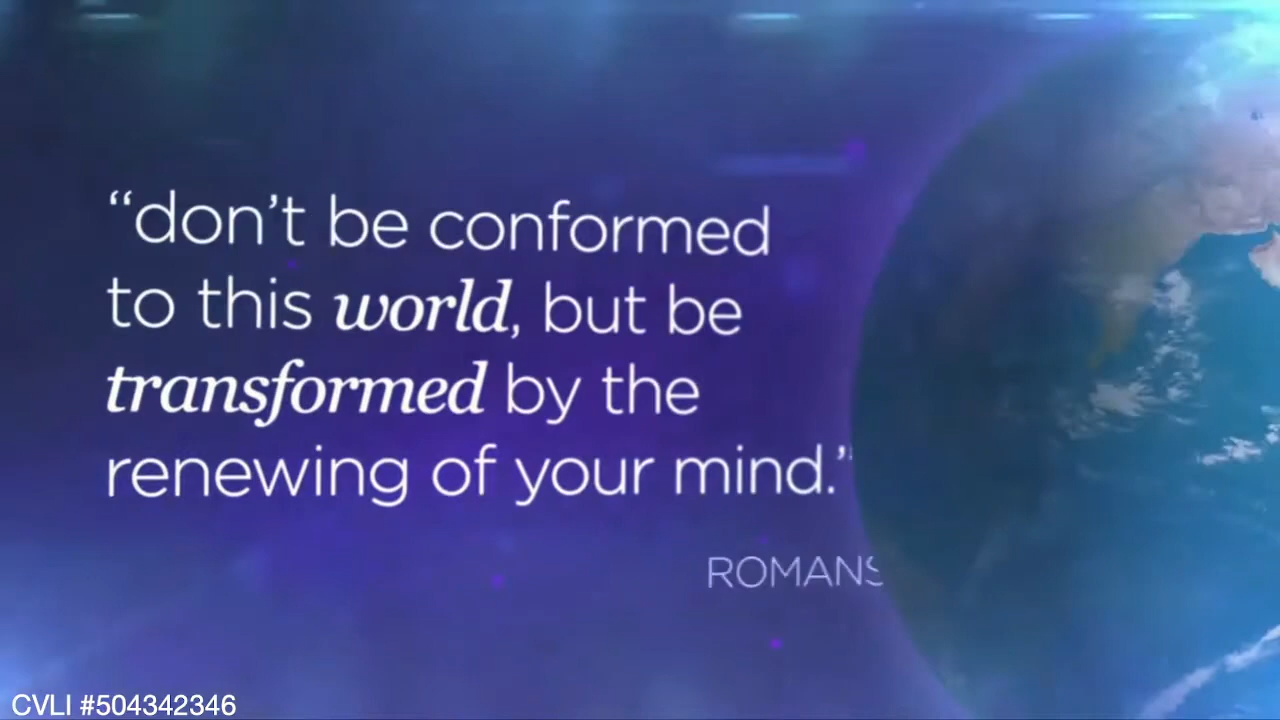 “don’t be conformed
to this world, but be
transformed by the
renewing of your mind.”
ROMANS
CVLI #504342346